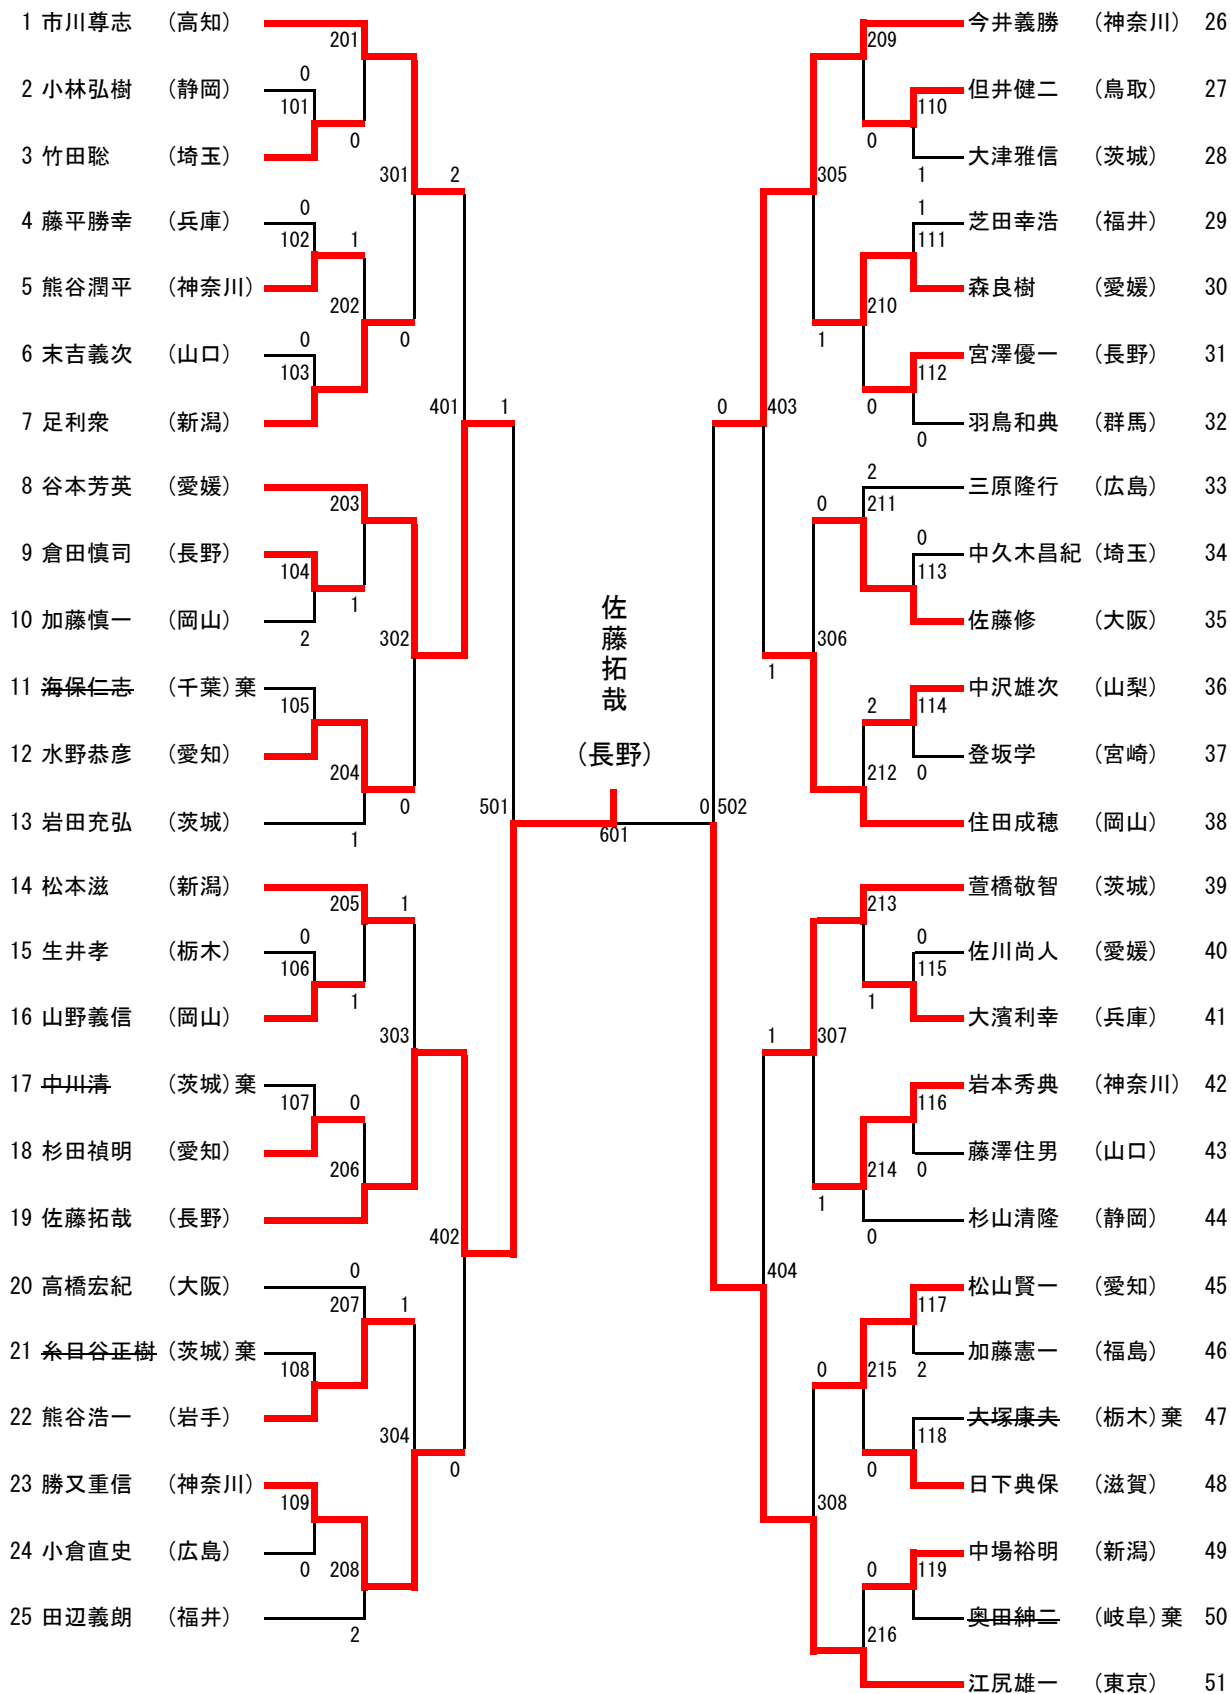 1 市川尊志 （高知）
201
2 小林弘樹 （静岡）
0
101
3 竹田聡 （埼玉）
0
301
2
4 藤平勝幸 （兵庫）
0
102
1
5 熊谷潤平 （神奈川）
202
0
6 末吉義次 （山口）
0
103
7 足利衆 （新潟）
401
1
8 谷本芳英 （愛媛）
203
9 倉田慎司 （長野）
104
1
10 加藤慎一 （岡山）
2
302
11 海保仁志 （千葉）棄
105
12 水野恭彦 （愛知）
204
0
13 岩田充弘 （茨城）
1
501
14 松本滋 （新潟）
205
1
15 生井孝 （栃木）
0
106
1
16 山野義信 （岡山）
303
17 中川清 （茨城）棄
107
0
18 杉田禎明 （愛知）
206
19 佐藤拓哉 （長野）
402
20 高橋宏紀 （大阪）
0
207
1
21 糸日谷正樹 （茨城）棄
108
22 熊谷浩一 （岩手）
304
0
23 勝又重信 （神奈川）
109
24 小倉直史 （広島）
0
208
25 田辺義朗 （福井）
2
佐藤拓哉
（長野）
601
今井義勝 （神奈川） 26
209
但井健二 （鳥取） 27
110
0
大津雅信 （茨城） 28
1
305
芝田幸浩 （福井） 29
1
111
森良樹 （愛媛） 30
210
1
宮澤優一 （長野） 31
112
0
羽鳥和典 （群馬） 32
0
0
403
三原隆行 （広島） 33
2
211
0
中久木昌紀 （埼玉） 34
0
113
佐藤修 （大阪） 35
306
1
中沢雄次 （山梨） 36
114
2
登坂学 （宮崎） 37
0
212
住田成穂 （岡山） 38
0
502
萱橋敬智 （茨城） 39
213
佐川尚人 （愛媛） 40
0
115
1
大濱利幸 （兵庫） 41
1
307
岩本秀典 （神奈川） 42
116
藤澤住男 （山口） 43
0
214
1
杉山清隆 （静岡） 44
0
404
松山賢一 （愛知） 45
117
加藤憲一 （福島） 46
2
215
0
大塚康夫 （栃木）棄 47
118
0
日下典保 （滋賀） 48
308
中場裕明 （新潟） 49
119
0
奥田紳二 （岐阜）棄 50
216
江尻雄一 （東京） 51